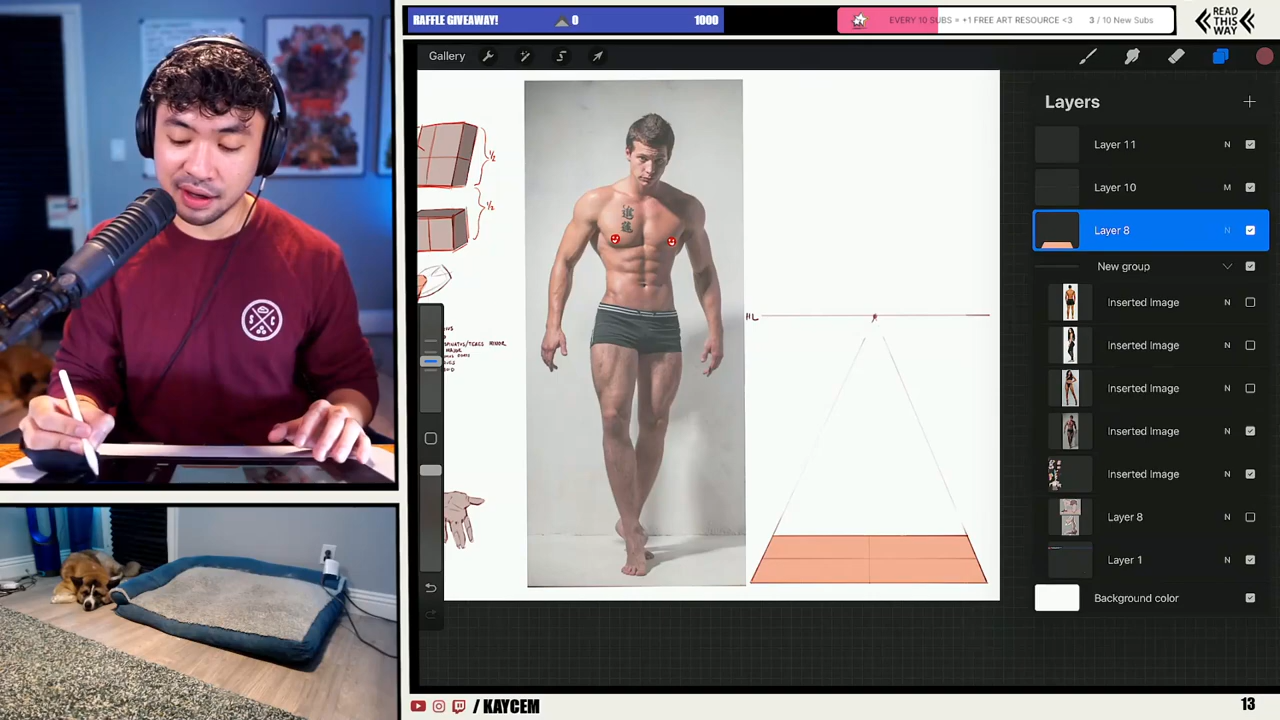 RAFFLE GIVEAWAY!
0
1000
EVERY 10 SUBS = +1 FREE ART RESOURCE <3
3 / 10 New Subs
READ
THIS
WAY
Gallery
Layers
Layer 11
N
Layer 10
M
Layer 8
N
New group
Inserted Image
N
Inserted Image
N
Inserted Image
N
Inserted Image
N
Inserted Image
N
Layer 8
N
Layer 1
N
Background color
1/2
1/2
HL
MINOR
MAJOR
/ KAYCEM
13